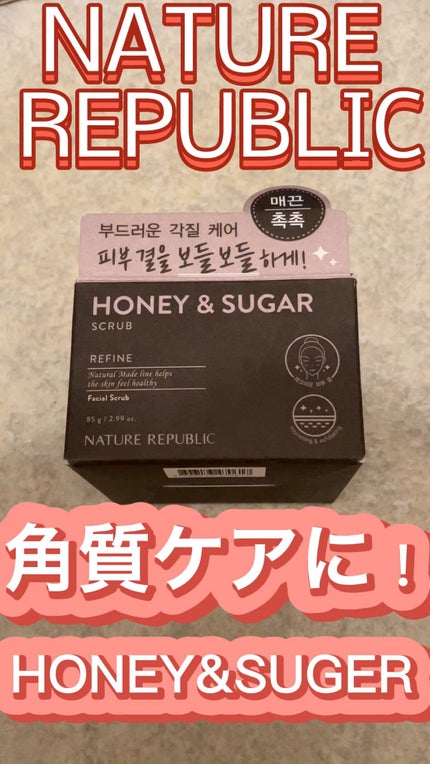 NATURE
REPUBLIC
매끈
촉촉
부드러운 각질 케어
피부결을 보들보들하게!
HONEY & SUGAR
SCRUB
REFINE
Natural Made line helps
the skin feel healthy
Facial Scrub
85 g / 2.99 oz.
NATURE REPUBLIC
nourishing & exfoliating
角質ケアに！
HONEY&SUGER